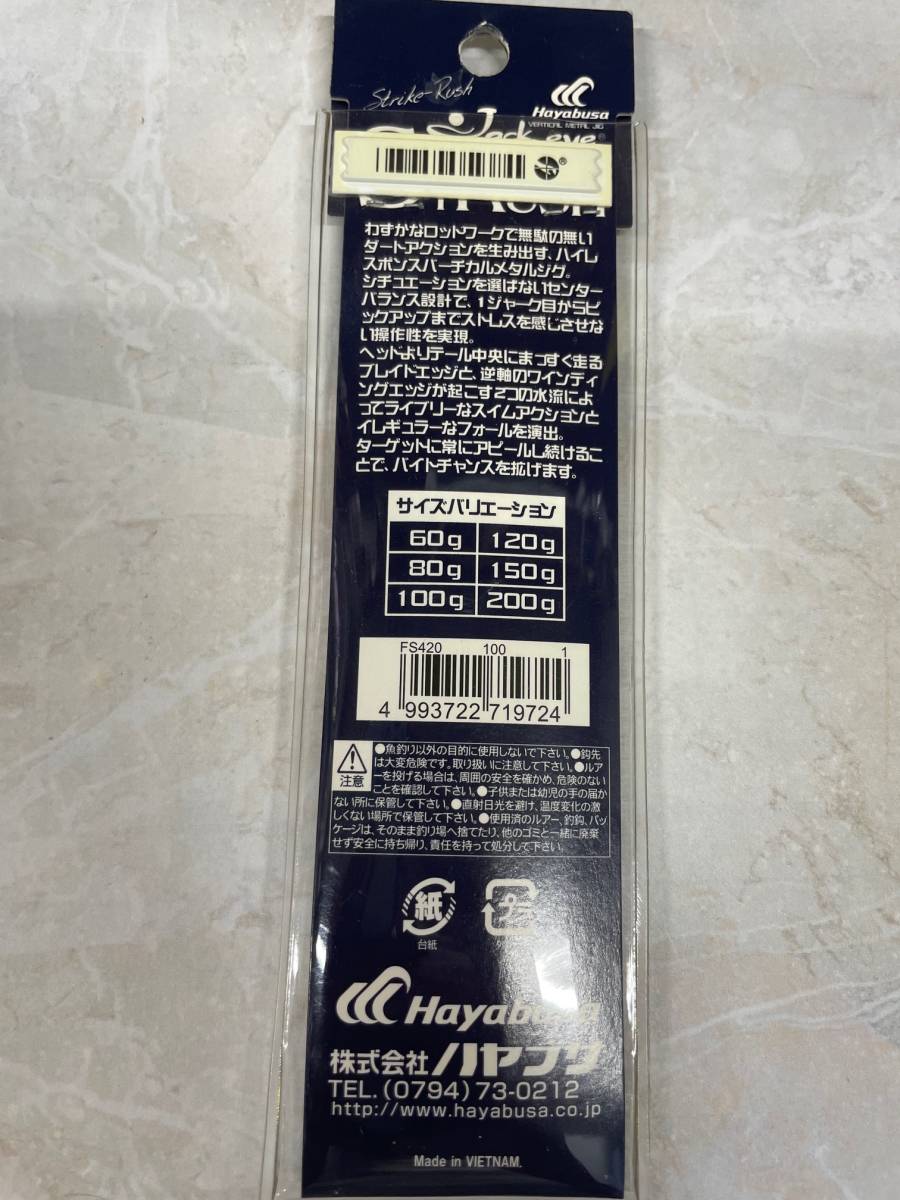 Strike-Rush
Hayabusa
VERTICAL METAL JIG
Jack eye
わずかなロットワークで無駄の無い
ダートアクションを生み出す、ハイレ
スポンスバーチカルメタルジグ。
シチュエーションを選ばないセンター
バランス設計で、1ジャーク目からピ
ックアップまでストレスを感じさせな
い操作性を実現。
ヘッドよりテール中央にまっすぐ走る
ブレイドエッジと、逆軸のワインディ
ングエッジが起こす2つの水流によ
ってライブリーなスイムアクションと
イレギュラーなフォールを演出。
ターゲットに常にアピールし続けるこ
とで、バイトチャンスを拡げます。
サイズバリエーション
60g 120g
80g 150g
100g 200g
FS420 100 1
4 993722 719724
注意
●魚釣り以外の目的に使用しないで下さい。●鈎先
は大変危険です。取り扱いに注意して下さい。●ルア
ーを投げる場合は、周囲の安全を確かめ、危険のない
ことを確認して下さい。●子供または幼児の手の届か
ない所に保管して下さい。●直射日光を避け、温度変化の激
しくない場所で保管して下さい。●使用済のルアー、釣鈎、パッ
ケージは、そのまま釣り場へ捨てたり、他のゴミと一緒に廃棄
せず安全に持ち帰り、責任を持って処分して下さい。
紙 プラ
台紙
Hayabusa
株式会社ハヤブサ
TEL.(0794)73-0212
http://www.hayabusa.co.jp
Made in VIETNAM.